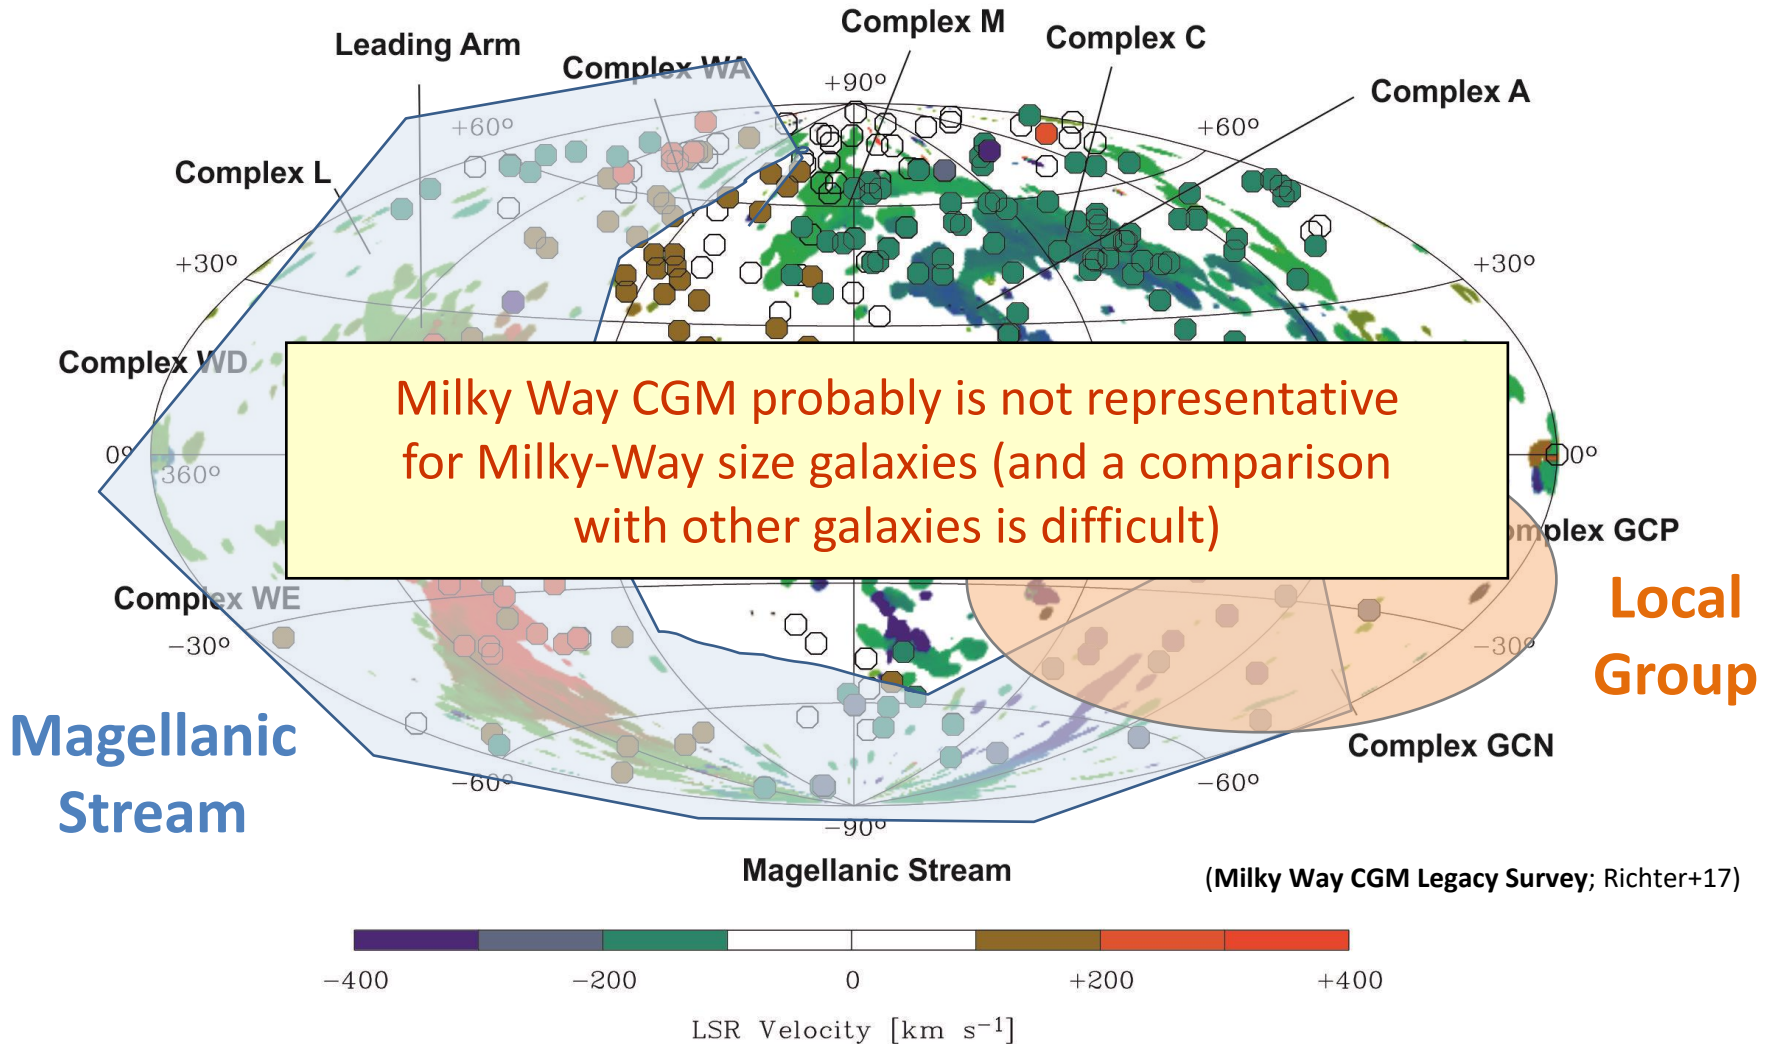 Complex M
Leading Arm
Complex C
Complex WA
+90°
Complex A
+60°
+60°
Complex L
+30°
+30°
Complex WD
Milky Way CGM probably is not representative
for Milky-Way size galaxies (and a comparison
with other galaxies is difficult)
0°
360°
00°
omplex GCP
Complex WE
Local
Group
−30°
−30°
Magellanic
Stream
Complex GCN
−60°
−60°
−90°
Magellanic Stream
(Milky Way CGM Legacy Survey; Richter+17)
−400
−200
0
+200
+400
LSR Velocity [km s⁻¹]